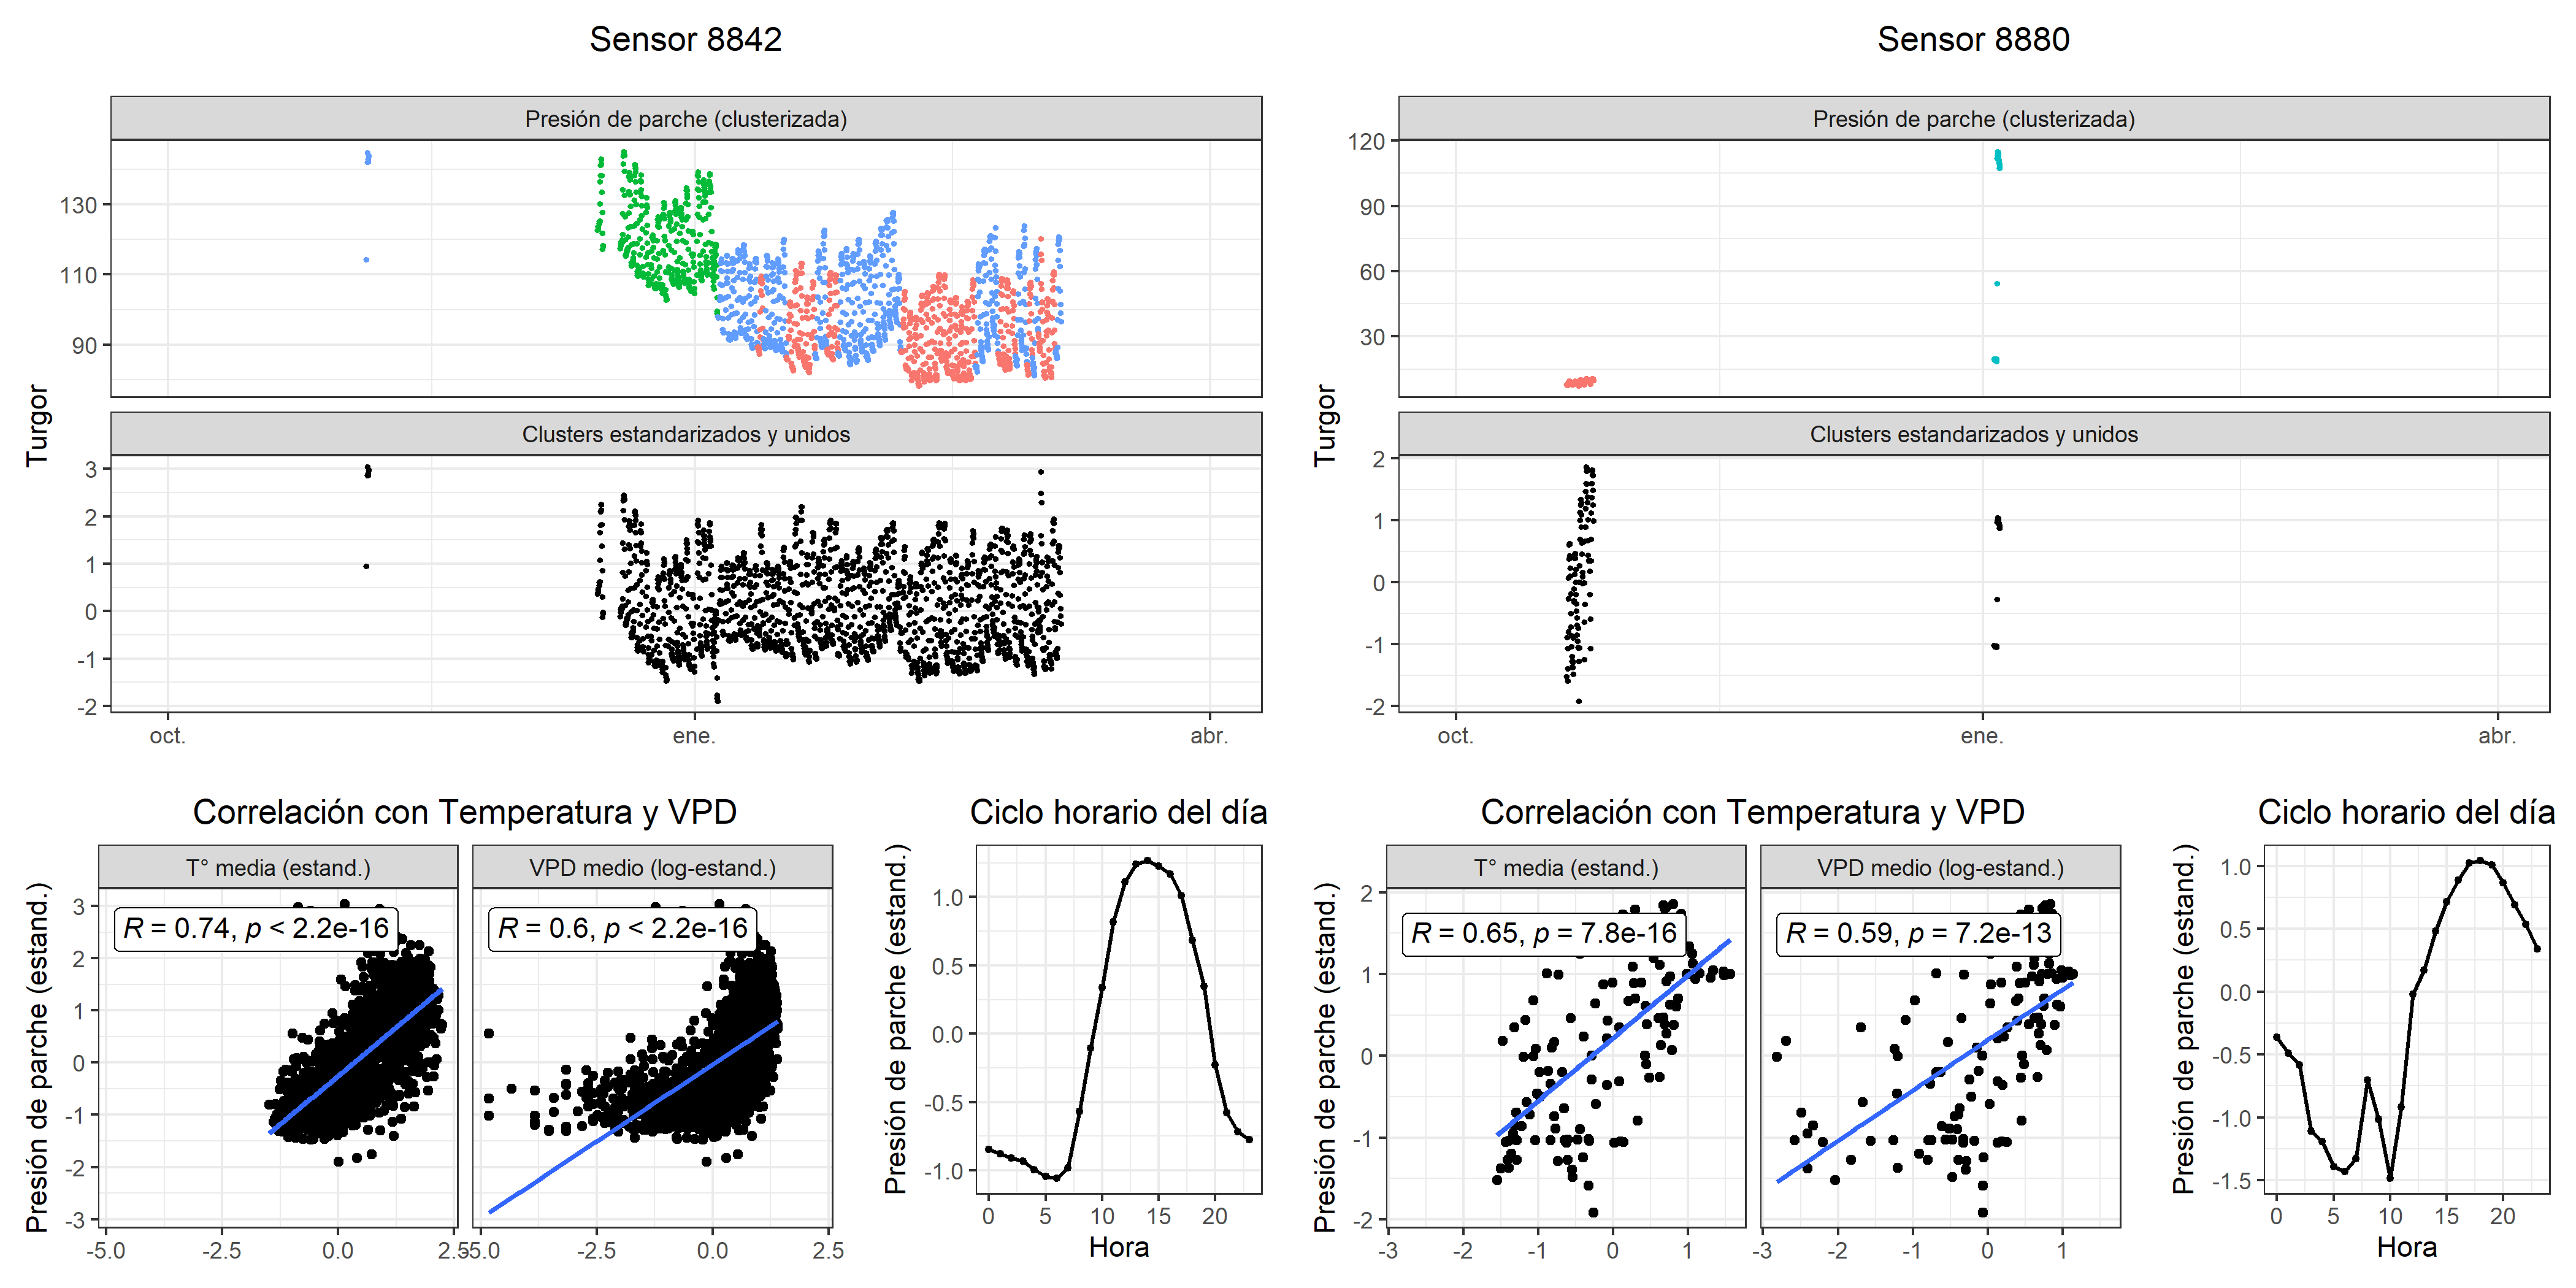 Sensor 8842
Presión de parche (clusterizada)
130
110
90
Turgor
Clusters estandarizados y unidos
3
2
1
0
-1
-2
oct. ene. abr.
Correlación con Temperatura y VPD
T° media (estand.) VPD medio (log-estand.)
R = 0.74, p < 2.2e-16 R = 0.6, p < 2.2e-16
Presión de parche (estand.)
3
2
1
0
-1
-2
-3
-5.0 -2.5 0.0 2.5 -5.0 -2.5 0.0 2.5
Ciclo horario del día
Presión de parche (estand.)
1.0
0.5
0.0
-0.5
-1.0
0 5 10 15 20
Hora
Sensor 8880
Presión de parche (clusterizada)
120
90
60
30
Turgor
Clusters estandarizados y unidos
2
1
0
-1
-2
oct. ene. abr.
Correlación con Temperatura y VPD
T° media (estand.) VPD medio (log-estand.)
R = 0.65, p = 7.8e-16 R = 0.59, p = 7.2e-13
Presión de parche (estand.)
2
1
0
-1
-2
-3 -2 -1 0 1 -3 -2 -1 0 1
Ciclo horario del día
Presión de parche (estand.)
1.0
0.5
0.0
-0.5
-1.0
-1.5
0 5 10 15 20
Hora